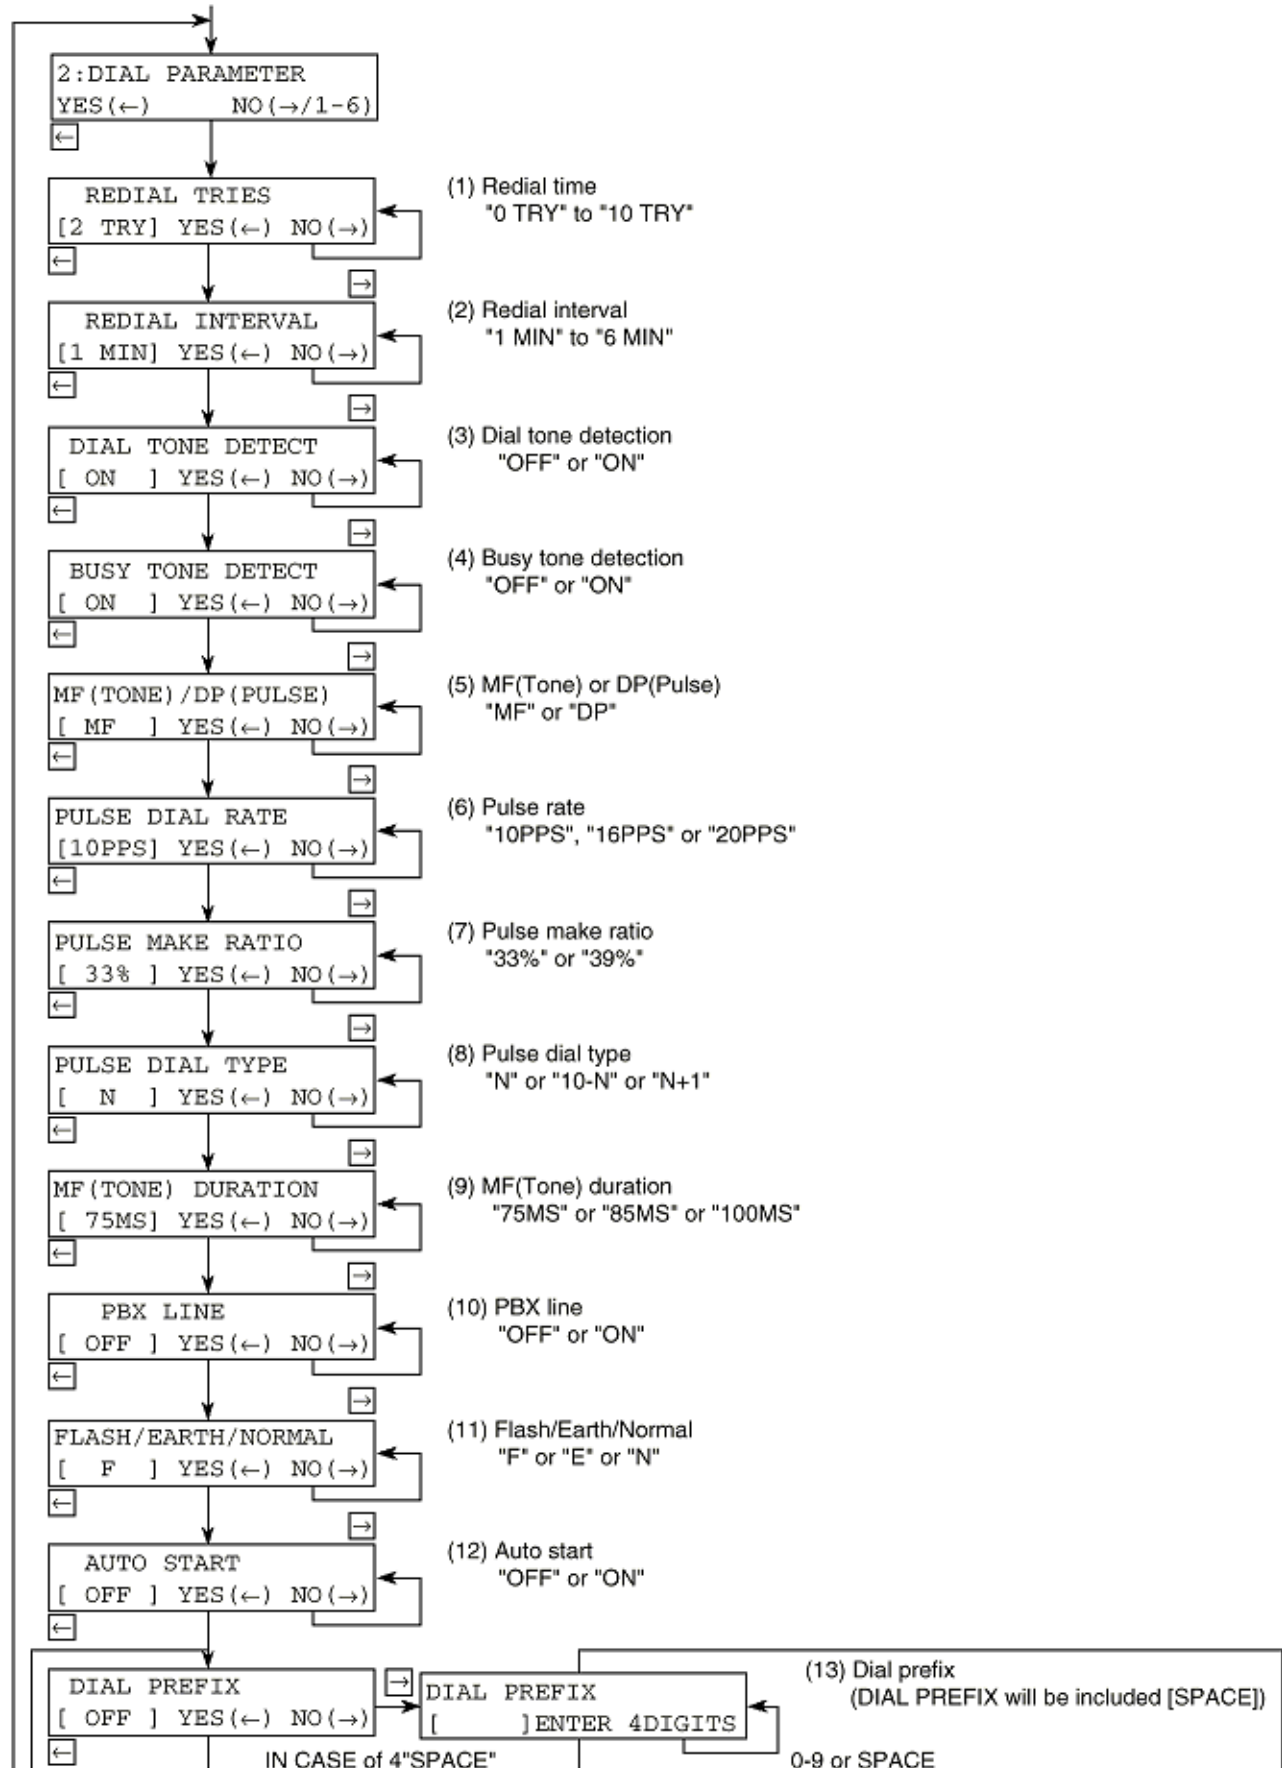 2:DIAL PARAMETER
YES(←) NO(→/1-6)
←
REDIAL TRIES
[2 TRY] YES(←) NO(→)
←
→
(1) Redial time
"0 TRY" to "10 TRY"
REDIAL INTERVAL
[1 MIN] YES(←) NO(→)
←
→
(2) Redial interval
"1 MIN" to "6 MIN"
DIAL TONE DETECT
[ ON ] YES(←) NO(→)
←
→
(3) Dial tone detection
"OFF" or "ON"
BUSY TONE DETECT
[ ON ] YES(←) NO(→)
←
→
(4) Busy tone detection
"OFF" or "ON"
MF(TONE)/DP(PULSE)
[ MF ] YES(←) NO(→)
←
→
(5) MF(Tone) or DP(Pulse)
"MF" or "DP"
PULSE DIAL RATE
[10PPS] YES(←) NO(→)
←
→
(6) Pulse rate
"10PPS", "16PPS" or "20PPS"
PULSE MAKE RATIO
[ 33% ] YES(←) NO(→)
←
→
(7) Pulse make ratio
"33%" or "39%"
PULSE DIAL TYPE
[ N ] YES(←) NO(→)
←
→
(8) Pulse dial type
"N" or "10-N" or "N+1"
MF(TONE) DURATION
[ 75MS] YES(←) NO(→)
←
→
(9) MF(Tone) duration
"75MS" or "85MS" or "100MS"
PBX LINE
[ OFF ] YES(←) NO(→)
←
→
(10) PBX line
"OFF" or "ON"
FLASH/EARTH/NORMAL
[ F ] YES(←) NO(→)
←
→
(11) Flash/Earth/Normal
"F" or "E" or "N"
AUTO START
[ OFF ] YES(←) NO(→)
←
(12) Auto start
"OFF" or "ON"
DIAL PREFIX
[ OFF ] YES(←) NO(→)
←
→
DIAL PREFIX
[ ]ENTER 4DIGITS
(13) Dial prefix
(DIAL PREFIX will be included [SPACE])
IN CASE of 4"SPACE"
0-9 or SPACE